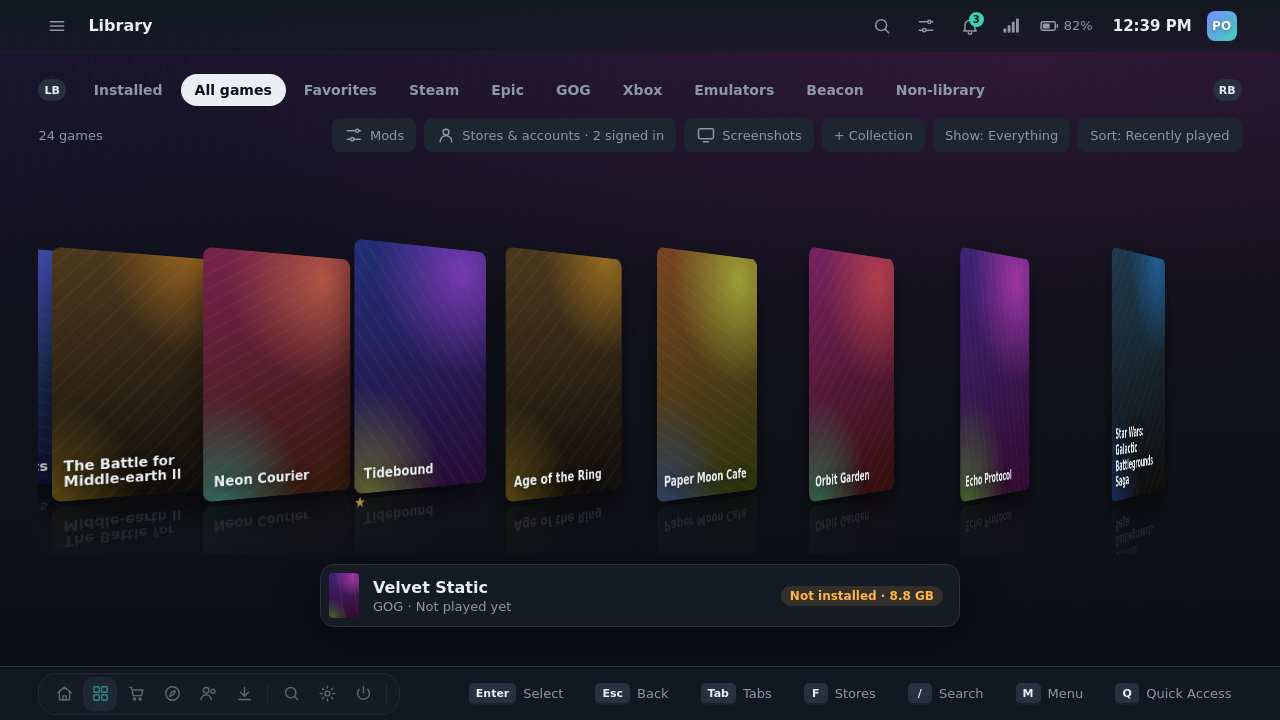 Library
3
82%
12:39 PM
PO
LB
Installed
All games
Favorites
Steam
Epic
GOG
Xbox
Emulators
Beacon
Non-library
RB
24 games
Mods
Stores & accounts · 2 signed in
Screenshots
+ Collection
Show: Everything
Sort: Recently played
The Battle for
Middle-earth II
Neon Courier
Tidebound
Age of the Ring
Paper Moon Cafe
Orbit Garden
Echo Protocol
Star Wars:
Galactic
Battlegrounds
Saga
Velvet Static
GOG · Not played yet
Not installed · 8.8 GB
Enter Select
Esc Back
Tab Tabs
F Stores
/ Search
M Menu
Q Quick Access